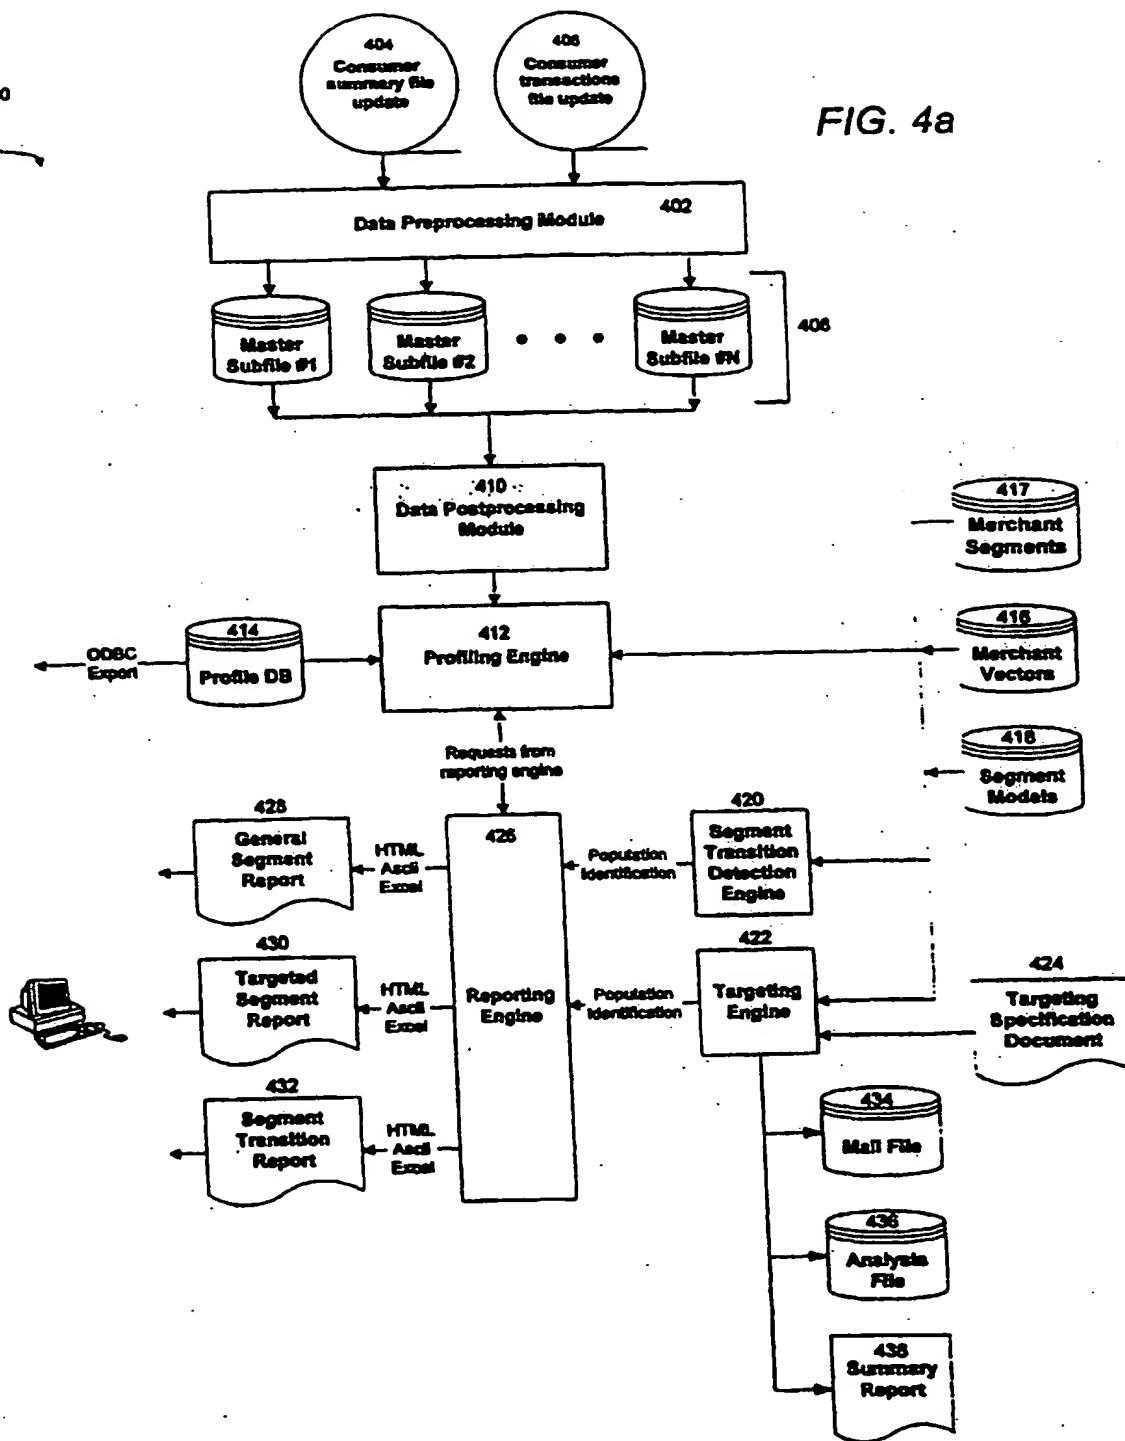 404
Consumer
summary file
update
406
Consumer
transactions
file update
FIG. 4a
0
402
Data Preprocessing Module
Master
Subfile #1
Master
Subfile #2
Master
Subfile #N
408
410
Data Postprocessing
Module
417
Merchant
Segments
412
Profiling Engine
414
Profile DB
ODBC
Export
416
Merchant
Vectors
418
Segment
Models
Requests from
reporting engine
428
General
Segment
Report
HTML
Ascii
Excel
426
Reporting
Engine
Population
Identification
420
Segment
Transition
Detection
Engine
430
Targeted
Segment
Report
HTML
Ascii
Excel
Population
Identification
422
Targeting
Engine
424
Targeting
Specification
Document
432
Segment
Transition
Report
HTML
Ascii
Excel
434
Mail File
436
Analysis
File
438
Summary
Report